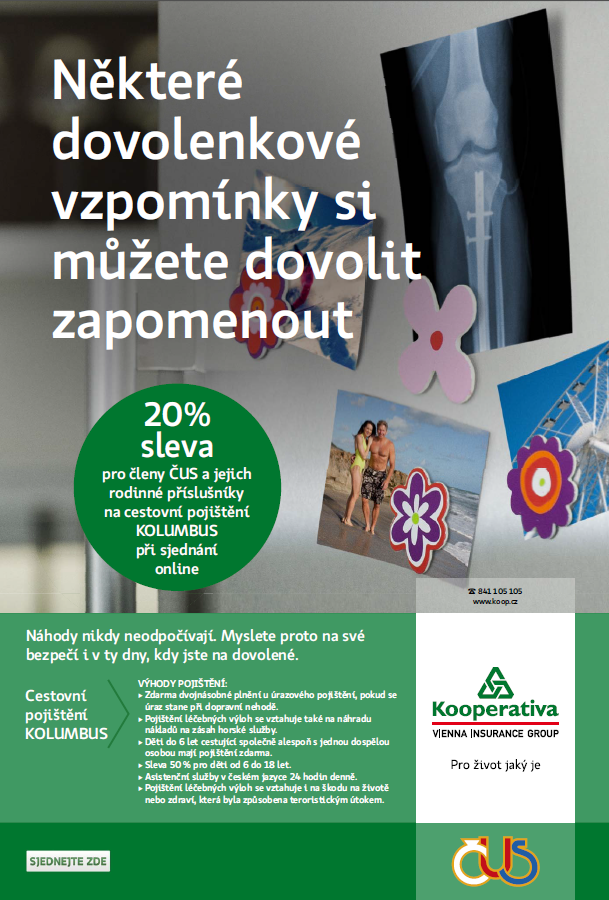 Některé
dovolenkové
vzpomínky si
můžete dovolit
zapomenout
20%
sleva
pro členy ČUS a jejich
rodinné příslušníky
na cestovní pojištění
KOLUMBUS
při sjednání
online
☎ 841 105 105
www.koop.cz
Náhody nikdy neodpočívají. Myslete proto na své
bezpečí i v ty dny, kdy jste na dovolené.
Cestovní
pojištění
KOLUMBUS
VÝHODY POJIŠTĚNÍ:
▸ Zdarma dvojnásobné plnění u úrazového pojištění, pokud se
úraz stane při dopravní nehodě.
▸ Pojištění léčebných výloh se vztahuje také na náhradu
nákladů na zásah horské služby.
▸ Děti do 6 let cestující společně alespoň s jednou dospělou
osobou mají pojištění zdarma.
▸ Sleva 50 % pro děti od 6 do 18 let.
▸ Asistenční služby v českém jazyce 24 hodin denně.
▸ Pojištění léčebných výloh se vztahuje i na škodu na životě
nebo zdraví, která byla způsobena teroristickým útokem.
Kooperativa
VIENNA INSURANCE GROUP
Pro život jaký je
SJEDNEJTE ZDE
ČUS